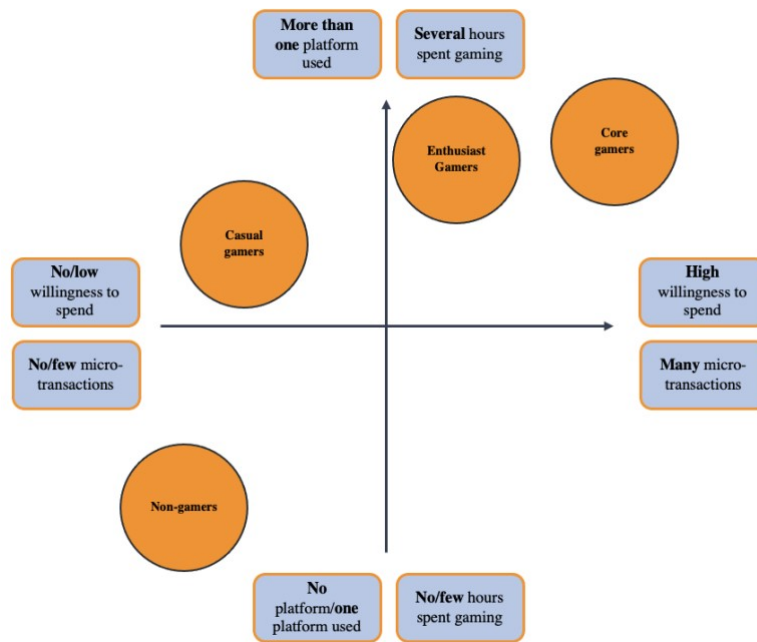 More than
one platform
used
Several hours
spent gaming
Core
gamers
Enthusiast
Gamers
Casual
gamers
No/low
willingness to
spend
High
willingness to
spend
No/few micro-
transactions
Many micro-
transactions
Non-gamers
No
platform/one
platform used
No/few hours
spent gaming